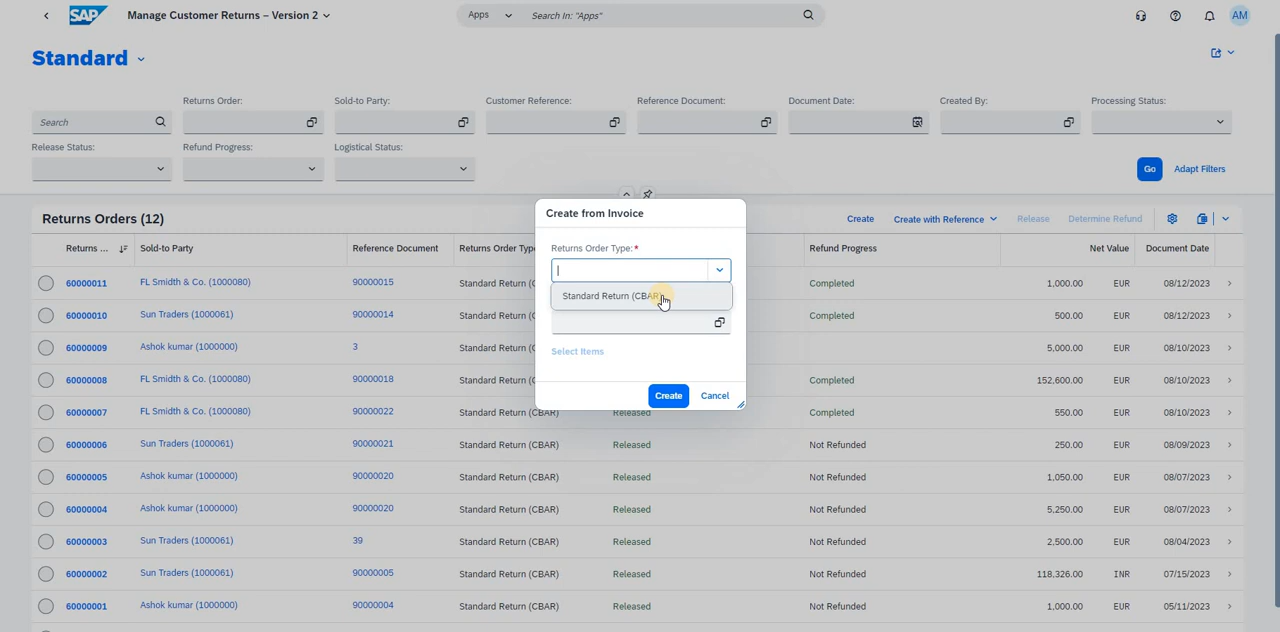 SAP Manage Customer Returns – Version 2 Apps Search In: "Apps" AM
Standard
Returns Order: Sold-to Party: Customer Reference: Reference Document: Document Date: Created By: Processing Status:
Search
Release Status: Refund Progress: Logistical Status:
Go Adapt Filters
Returns Orders (12) Create Create with Reference Release Determine Refund
Create from Invoice
Returns Order Type:*
Standard Return (CBAR)
Select Items
Create Cancel
Returns ... Sold-to Party Reference Document Returns Order Type Refund Progress Net Value Document Date
60000011 FL Smidth & Co. (1000080) 90000015 Standard Return (C Completed 1,000.00 EUR 08/12/2023
60000010 Sun Traders (1000061) 90000014 Standard Return (C Completed 500.00 EUR 08/12/2023
60000009 Ashok kumar (1000000) 3 Standard Return (C 5,000.00 EUR 08/10/2023
60000008 FL Smidth & Co. (1000080) 90000018 Standard Return (C Completed 152,600.00 EUR 08/10/2023
60000007 FL Smidth & Co. (1000080) 90000022 Standard Return (CBAR) Released Completed 550.00 EUR 08/10/2023
60000006 Sun Traders (1000061) 90000021 Standard Return (CBAR) Released Not Refunded 250.00 EUR 08/09/2023
60000005 Ashok kumar (1000000) 90000020 Standard Return (CBAR) Released Not Refunded 1,050.00 EUR 08/07/2023
60000004 Ashok kumar (1000000) 90000020 Standard Return (CBAR) Released Not Refunded 5,250.00 EUR 08/07/2023
60000003 Sun Traders (1000061) 39 Standard Return (CBAR) Released Not Refunded 2,500.00 EUR 08/04/2023
60000002 Sun Traders (1000061) 90000005 Standard Return (CBAR) Released Not Refunded 118,326.00 INR 07/15/2023
60000001 Ashok kumar (1000000) 90000004 Standard Return (CBAR) Released Not Refunded 1,000.00 EUR 05/11/2023